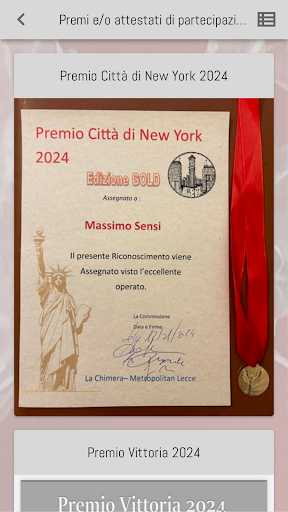 Premi e/o attestati di partecipazi...
Premio Città di New York 2024
Premio Città di New York
2024
Edizione GOLD
Assegnato a :
Massimo Sensi
Il presente Riconoscimento viene
Assegnato visto l'eccellente
operato.
La Commissione
Data e Firma
La Chimera– Metropolitan Lecce
Premio Vittoria 2024
Premio Vittoria 2024